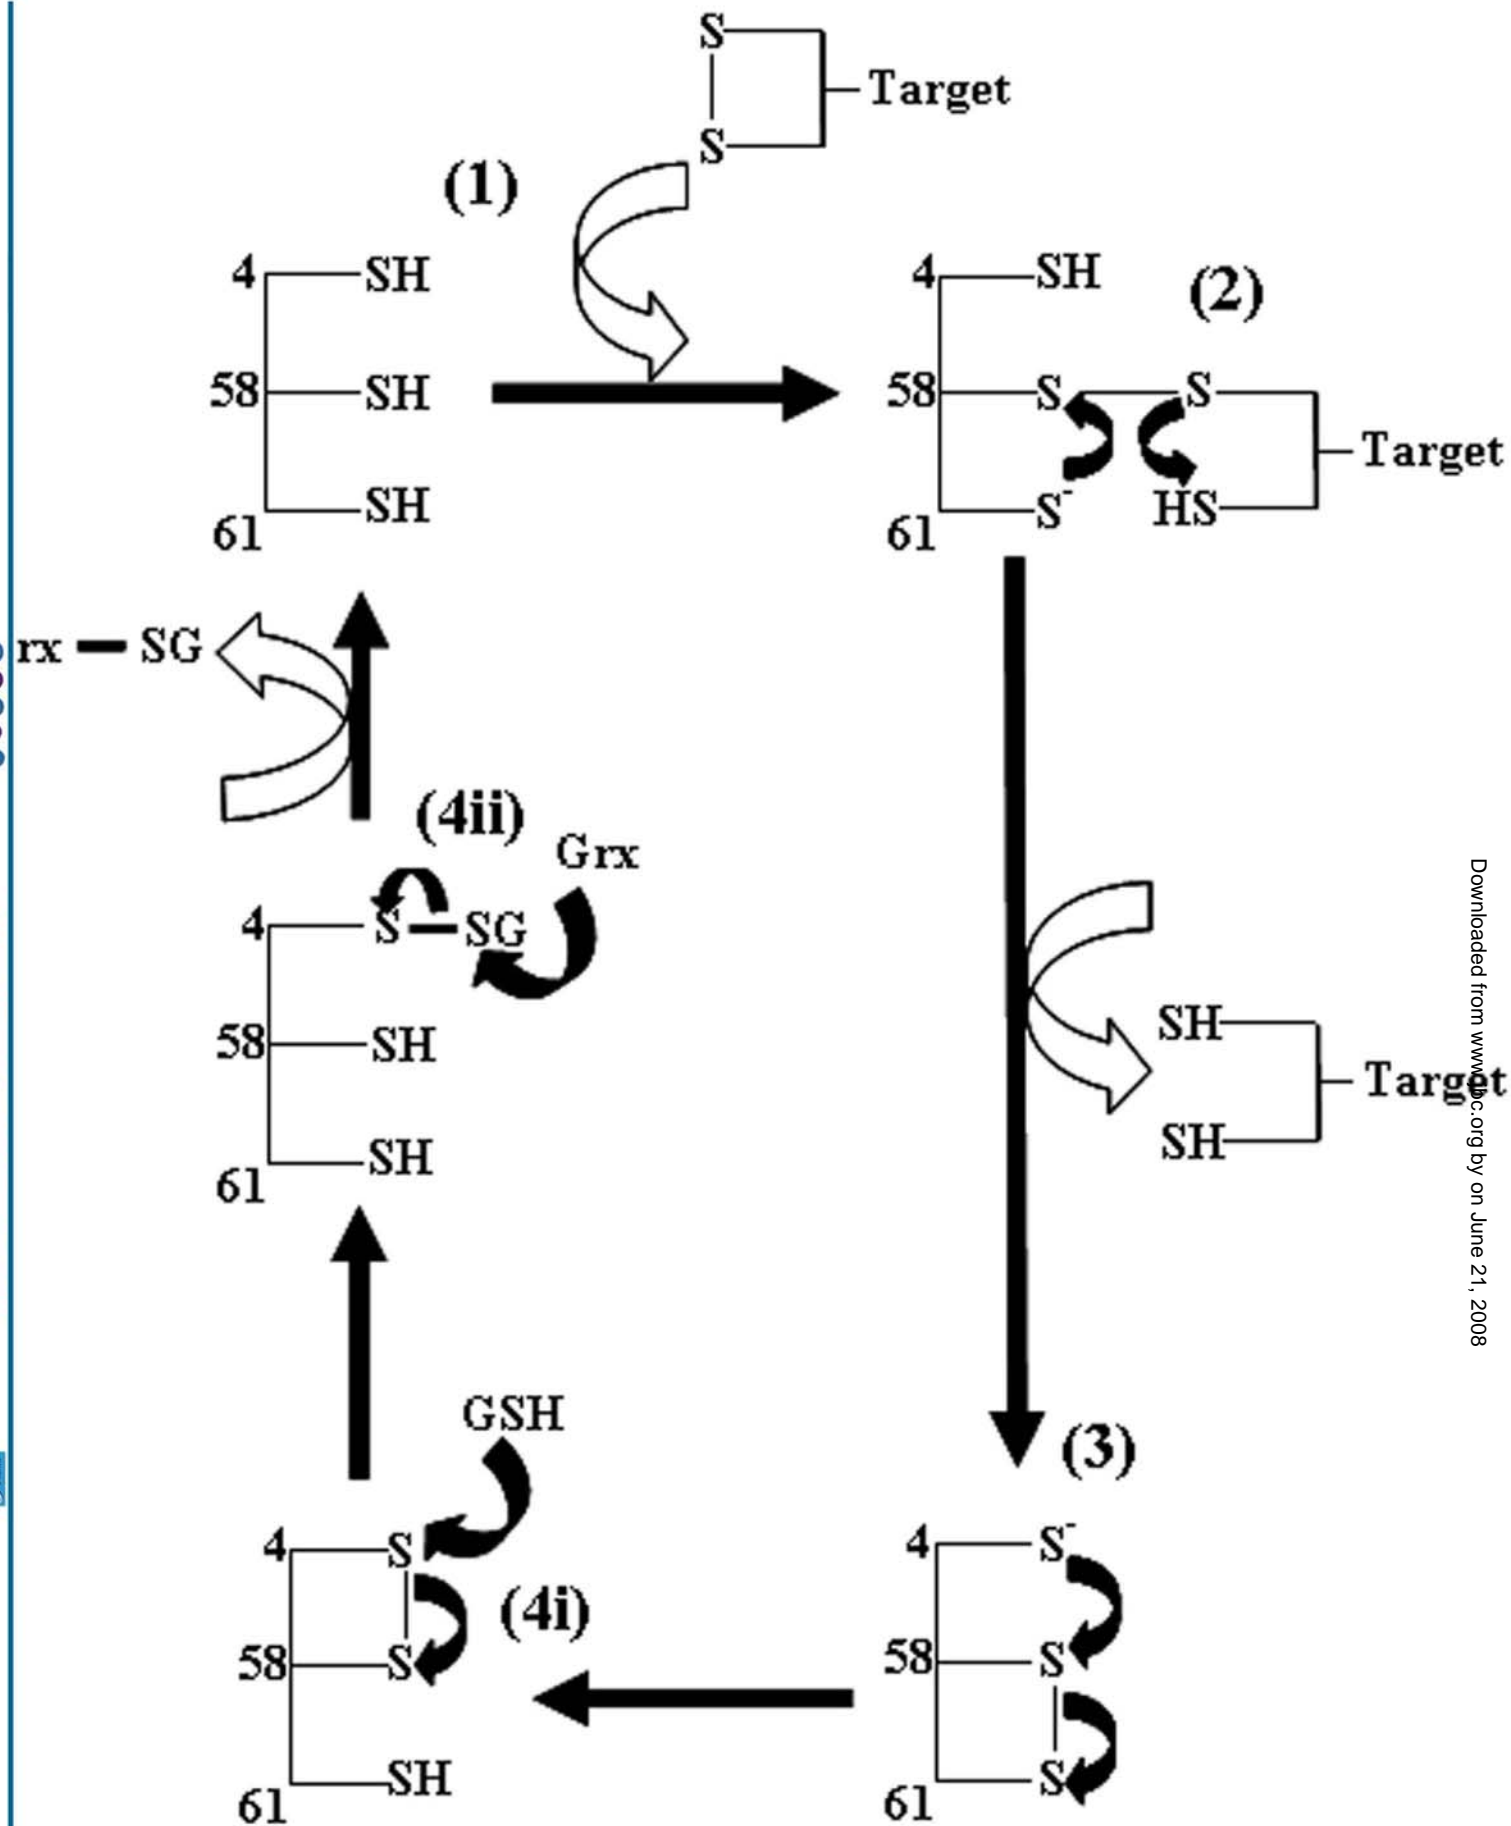 S
Target
S
(1)
4 SH
58 SH
61 SH
4 SH
(2)
58 S S
Target
61 S- HS
rx SG
(4ii)
Grx
4 S SG
58 SH
61 SH
SH
Target
SH
Downloaded from www.jbc.org by on June 21, 2008
GSH
(3)
4 S
(4i)
58 S
61 SH
4 S-
58 S
61 S